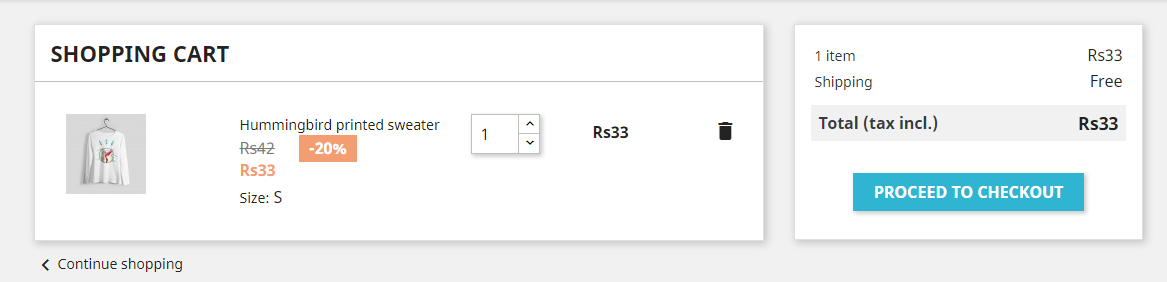 SHOPPING CART
Hummingbird printed sweater
Rs42 -20%
Rs33
Size: S
1
Rs33
Continue shopping
1 item Rs33
Shipping Free
Total (tax incl.) Rs33
PROCEED TO CHECKOUT